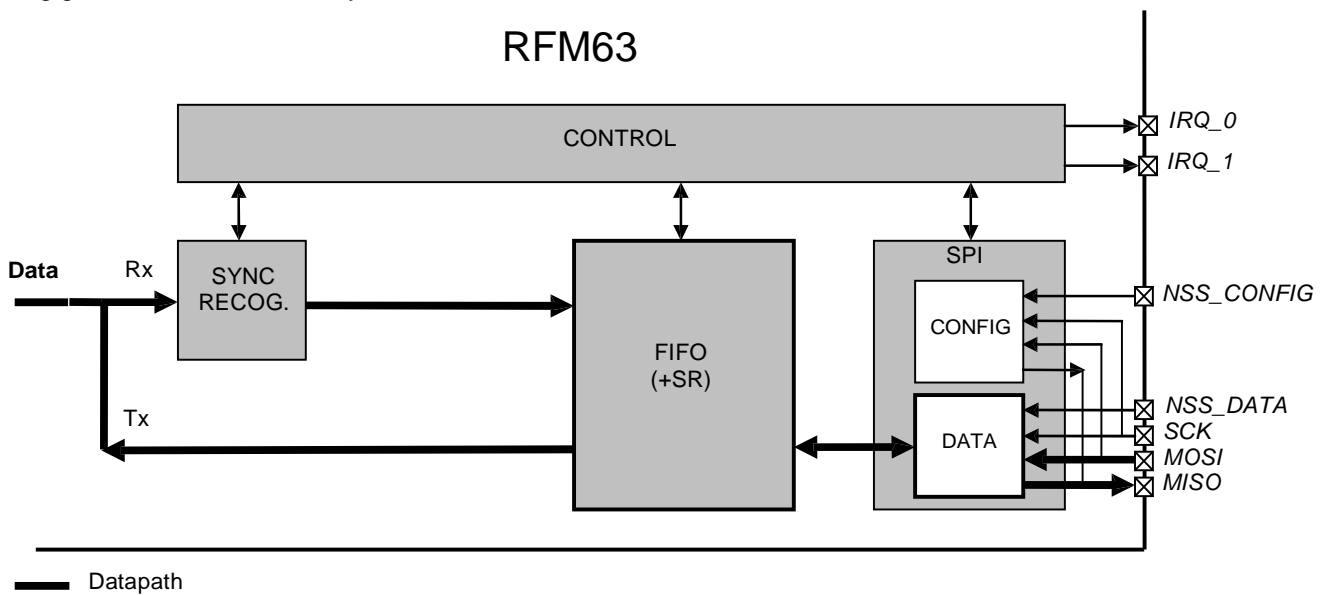 RFM63
CONTROL
IRQ_0
IRQ_1
Data
Rx
SYNC
RECOG.
SPI
NSS_CONFIG
CONFIG
FIFO
(+SR)
Tx
DATA
NSS_DATA
SCK
MOSI
MISO
Datapath